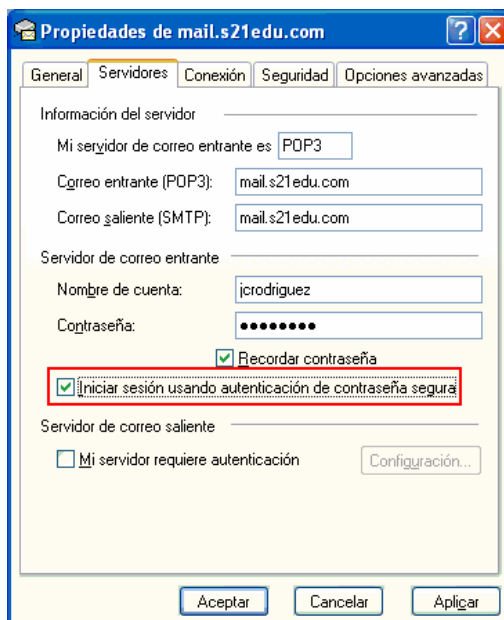 Propiedades de mail.s21edu.com
General Servidores Conexión Seguridad Opciones avanzadas
Información del servidor
Mi servidor de correo entrante es POP3
Correo entrante (POP3): mail.s21edu.com
Correo saliente (SMTP): mail.s21edu.com
Servidor de correo entrante
Nombre de cuenta: jcrodriguez
Contraseña: ●●●●●●●●
Recordar contraseña
Iniciar sesión usando autenticación de contraseña segura
Servidor de correo saliente
Mi servidor requiere autenticación Configuración...
Aceptar Cancelar Aplicar